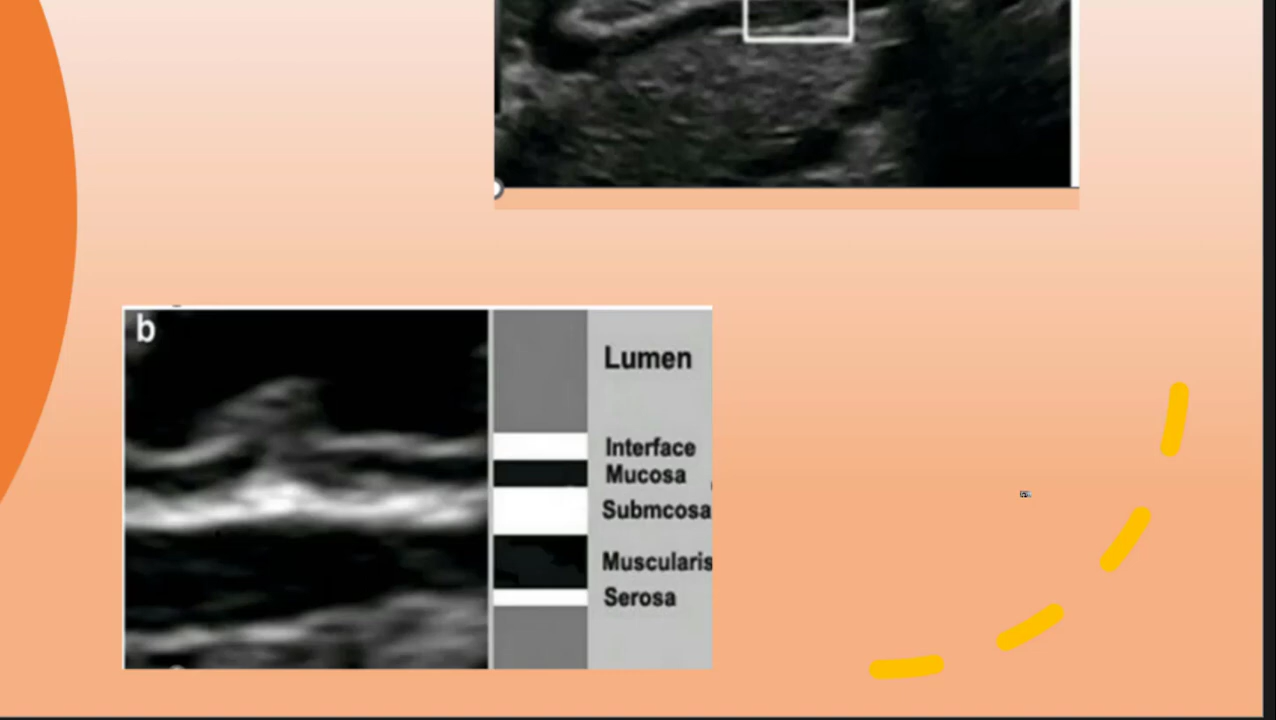 b
Lumen
Interface
Mucosa
Submcosa
Muscularis
Serosa